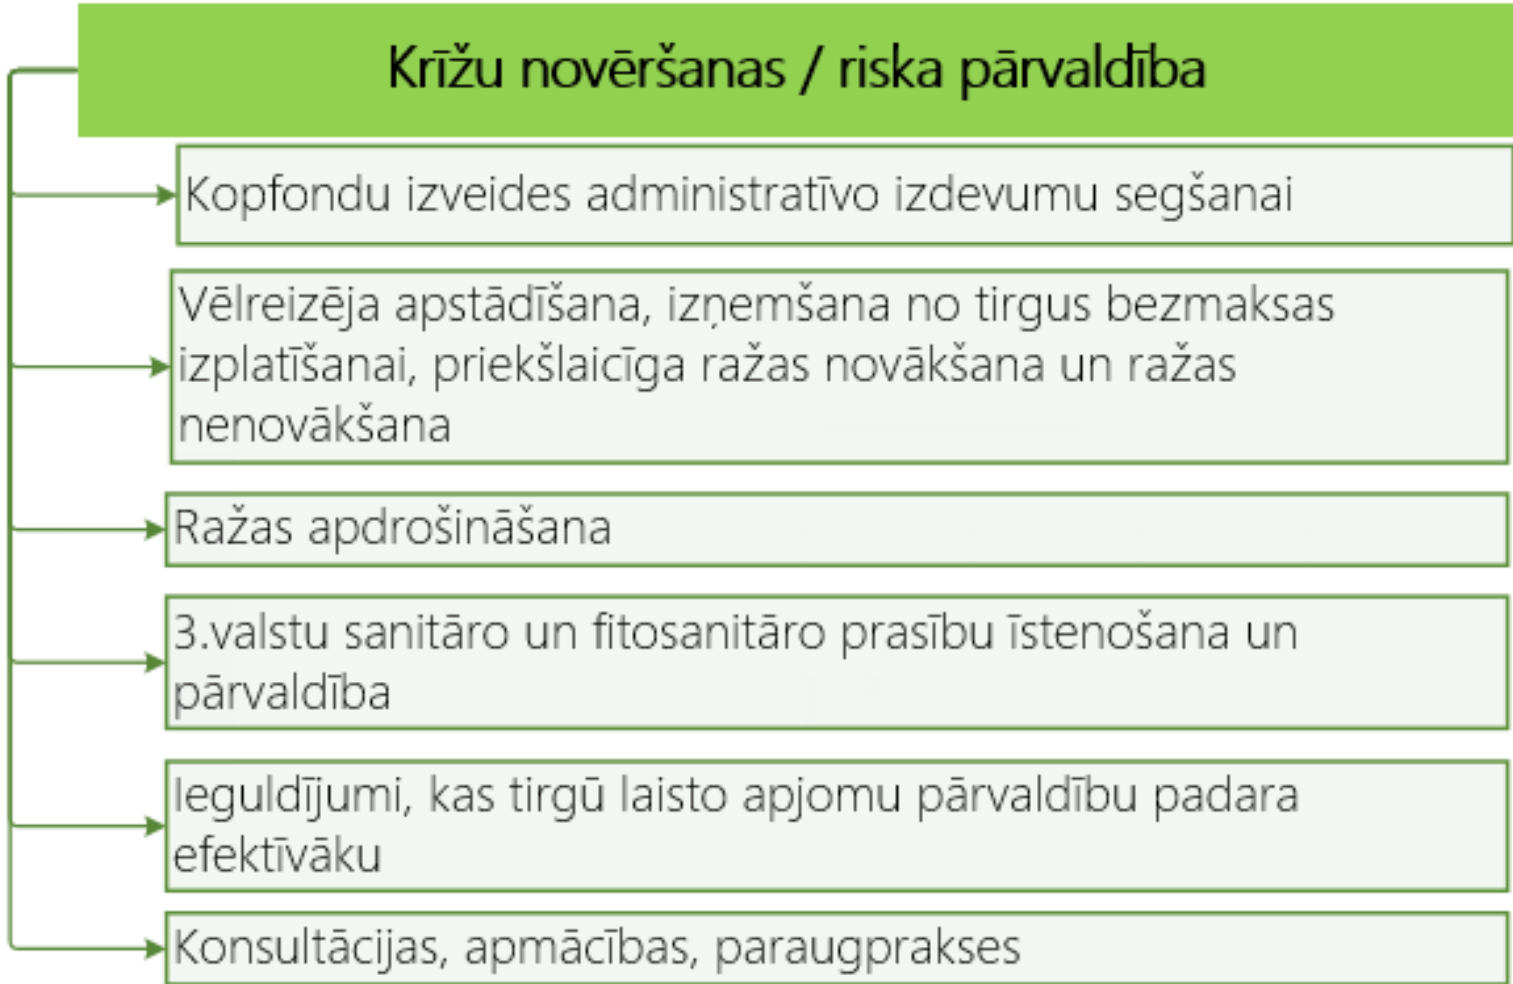 Krīžu novēršanas / riska pārvaldība
Kopfondu izveides administratīvo izdevumu segšanai
Vēlreizēja apstādīšana, izņemšana no tirgus bezmaksas
izplatīšanai, priekšlaicīga ražas novākšana un ražas
nenovākšana
Ražas apdrošināšana
3.valstu sanitāro un fitosanitāro prasību īstenošana un
pārvaldība
Ieguldījumi, kas tirgū laisto apjomu pārvaldību padara
efektīvāku
Konsultācijas, apmācības, paraugprakses